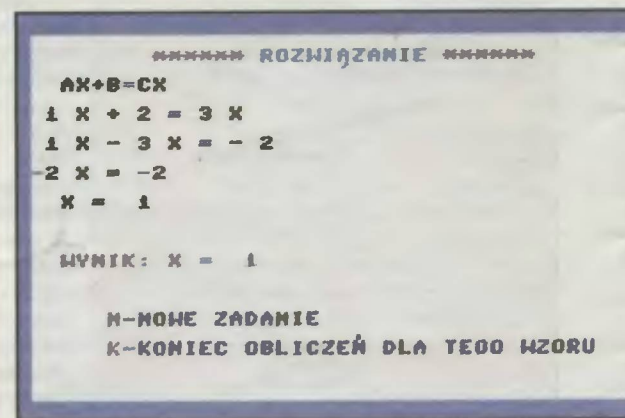 ****** ROZWIĄZANIE ******
AX+B=CX
1 X + 2 = 3 X
1 X - 3 X = - 2
-2 X = -2
X = 1
WYNIK: X = 1
N-NOWE ZADANIE
K-KONIEC OBLICZEŃ DLA TEGO WZORU